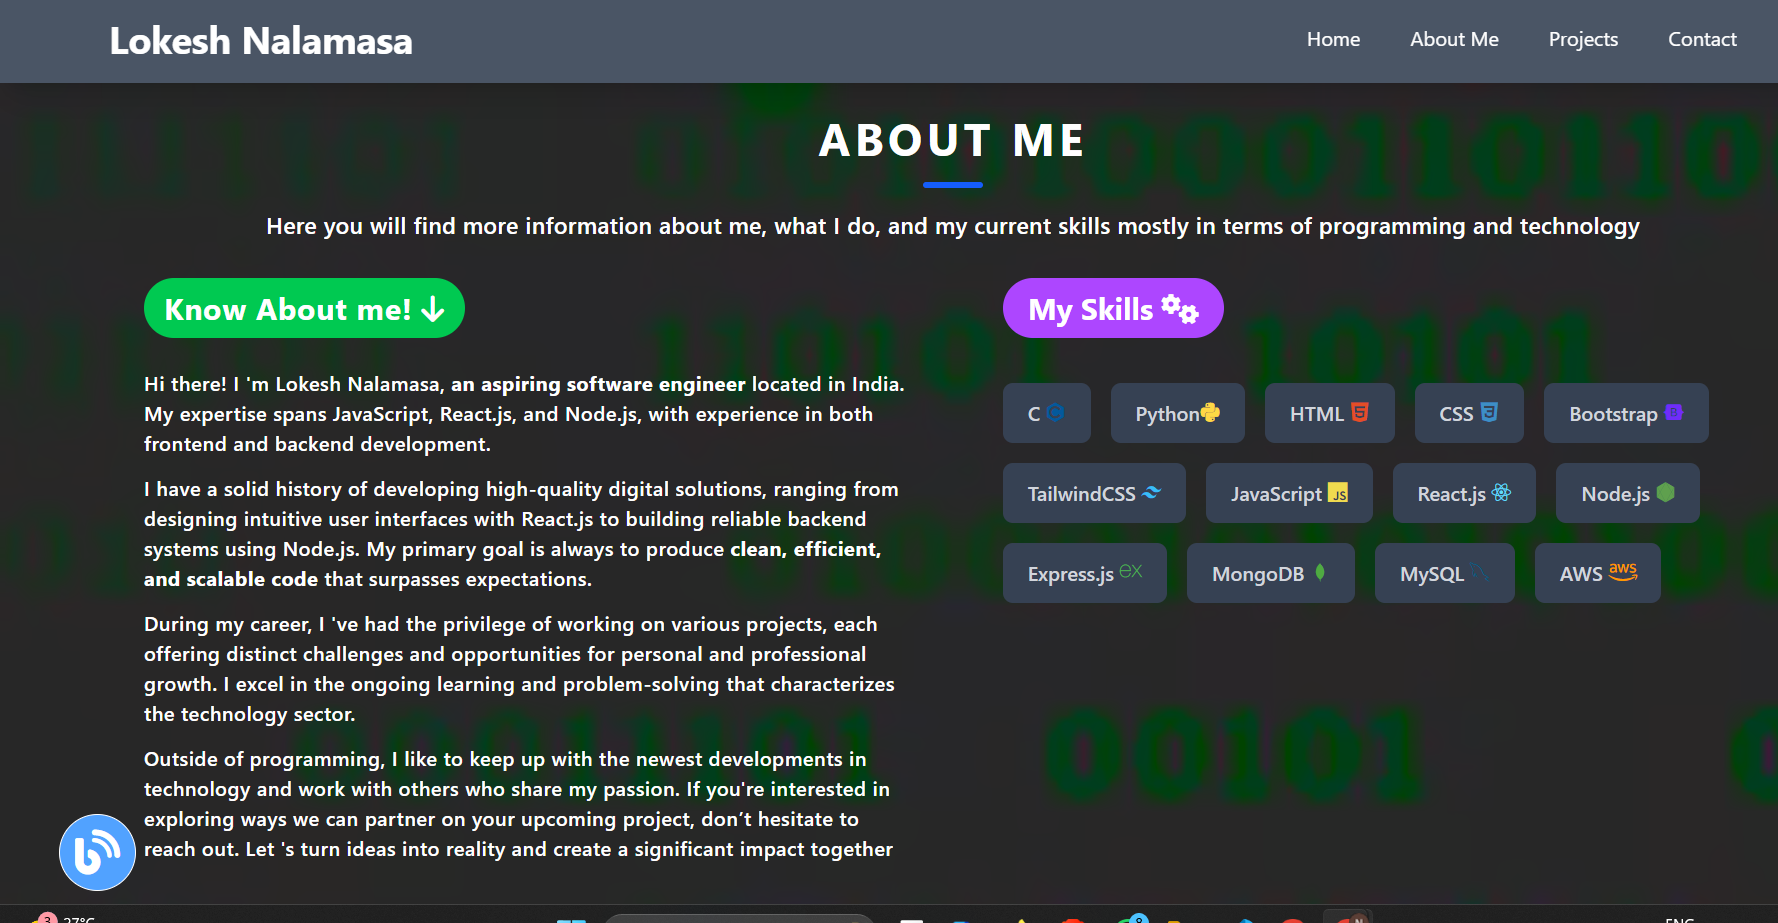 Lokesh Nalamasa
Home About Me Projects Contact
ABOUT ME
Here you will find more information about me, what I do, and my current skills mostly in terms of programming and technology
Know About me!
Hi there! I 'm Lokesh Nalamasa, an aspiring software engineer located in India.
My expertise spans JavaScript, React.js, and Node.js, with experience in both
frontend and backend development.
I have a solid history of developing high-quality digital solutions, ranging from
designing intuitive user interfaces with React.js to building reliable backend
systems using Node.js. My primary goal is always to produce clean, efficient,
and scalable code that surpasses expectations.
During my career, I 've had the privilege of working on various projects, each
offering distinct challenges and opportunities for personal and professional
growth. I excel in the ongoing learning and problem-solving that characterizes
the technology sector.
Outside of programming, I like to keep up with the newest developments in
technology and work with others who share my passion. If you're interested in
exploring ways we can partner on your upcoming project, don’t hesitate to
reach out. Let 's turn ideas into reality and create a significant impact together
My Skills
C Python HTML 5 CSS 3 Bootstrap B
TailwindCSS JavaScript JS React.js Node.js
Express.js ex MongoDB MySQL AWS aws
3 27°C
8
ENG